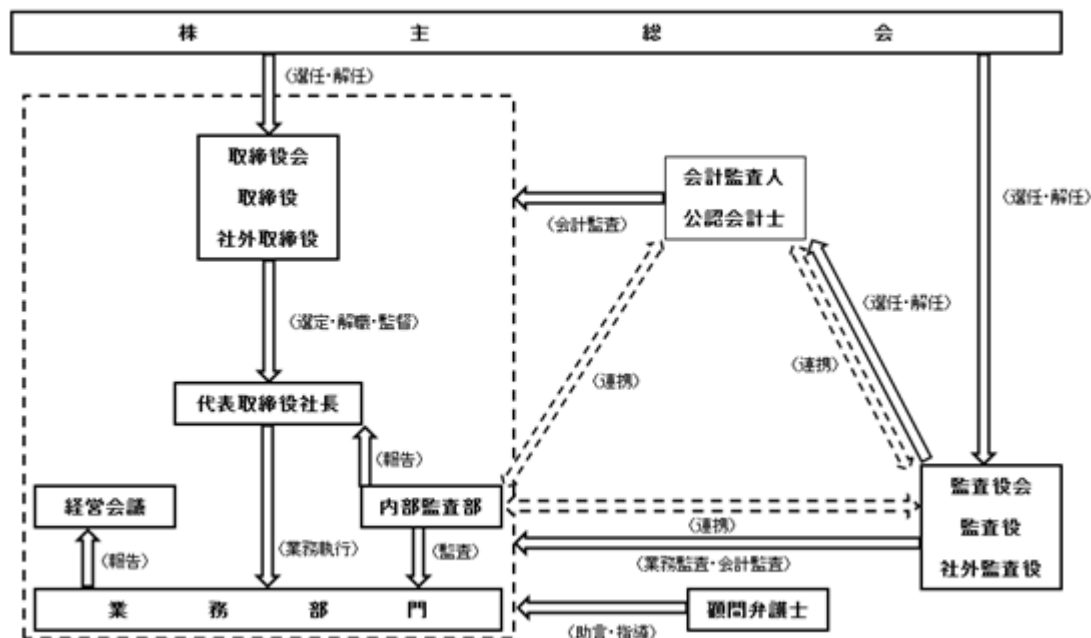 株主総会
〈選任・解任〉
取締役会
取締役
社外取締役
会計監査人
公認会計士
〈選任・解任〉
〈会計監査〉
〈選定・解職・監督〉
〈選任・解任〉
〈連携〉
〈連携〉
代表取締役社長
〈報告〉
経営会議
内部監査部
監査役会
監査役
社外監査役
〈連携〉
〈報告〉
〈業務執行〉
〈監査〉
〈業務監査・会計監査〉
業務部門
顧問弁護士
〈助言・指導〉